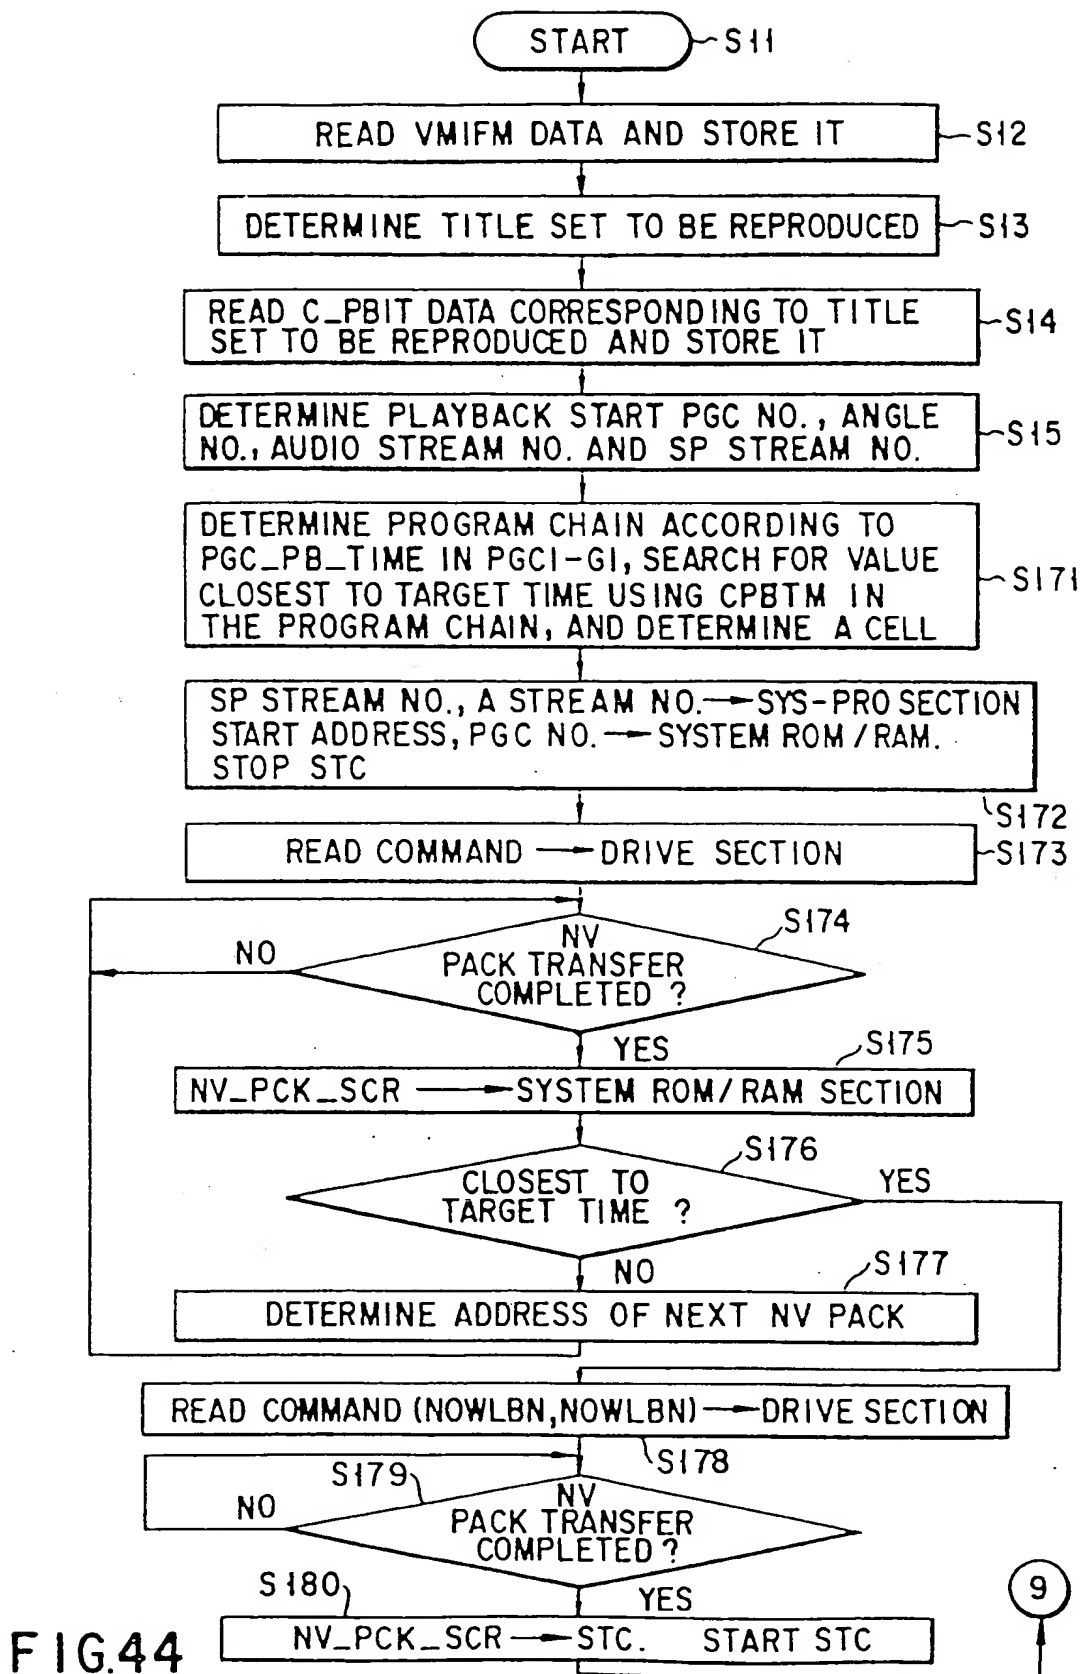 START
S11
READ VMIFM DATA AND STORE IT
S12
DETERMINE TITLE SET TO BE REPRODUCED
S13
READ C_PBIT DATA CORRESPONDING TO TITLE
SET TO BE REPRODUCED AND STORE IT
S14
DETERMINE PLAYBACK START PGC NO., ANGLE
NO., AUDIO STREAM NO. AND SP STREAM NO.
S15
DETERMINE PROGRAM CHAIN ACCORDING TO
PGC_PB_TIME IN PGCI-GI, SEARCH FOR VALUE
CLOSEST TO TARGET TIME USING CPBTM IN
THE PROGRAM CHAIN, AND DETERMINE A CELL
S171
SP STREAM NO., A STREAM NO. → SYS-PRO SECTION
START ADDRESS, PGC NO. → SYSTEM ROM/RAM.
STOP STC
S172
READ COMMAND → DRIVE SECTION
S173
NV
PACK TRANSFER
COMPLETED ?
S174
NO
YES
NV_PCK_SCR → SYSTEM ROM/RAM SECTION
S175
CLOSEST TO
TARGET TIME ?
S176
YES
NO
DETERMINE ADDRESS OF NEXT NV PACK
S177
READ COMMAND (NOWLBN,NOWLBN) → DRIVE SECTION
S178
NV
PACK TRANSFER
COMPLETED ?
S179
NO
YES
S180
NV_PCK_SCR → STC. START STC
9
FIG.44